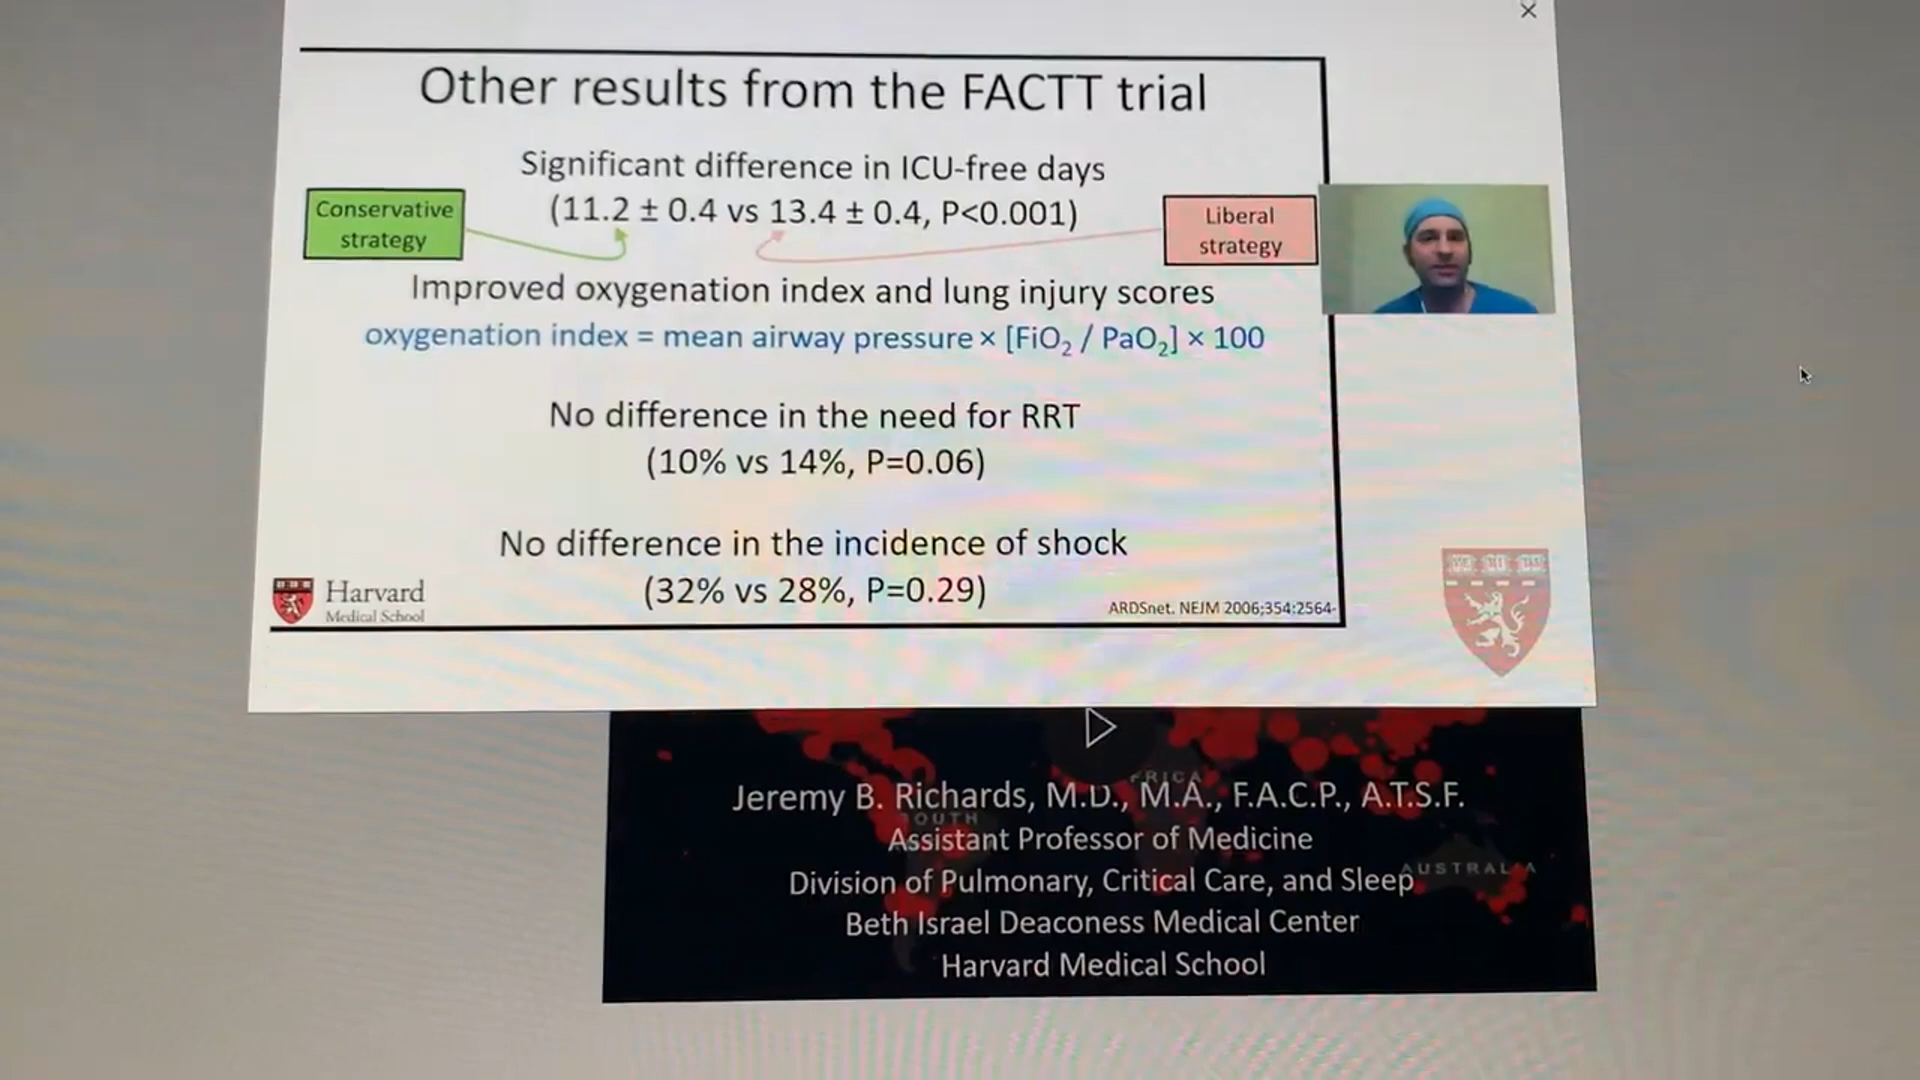 Other results from the FACTT trial
Significant difference in ICU-free days
(11.2 ± 0.4 vs 13.4 ± 0.4, P<0.001)
Conservative
strategy
Liberal
strategy
Improved oxygenation index and lung injury scores
oxygenation index = mean airway pressure × [FiO₂ / PaO₂] × 100
No difference in the need for RRT
(10% vs 14%, P=0.06)
No difference in the incidence of shock
(32% vs 28%, P=0.29)
Harvard
Medical School
ARDSnet. NEJM 2006;354:2564-
VE RI TAS
Jeremy B. Richards, M.D., M.A., F.A.C.P., A.T.S.F.
OUTH
Assistant Professor of Medicine
Division of Pulmonary, Critical Care, and Sleep
AUSTRALIA
Beth Israel Deaconess Medical Center
Harvard Medical School